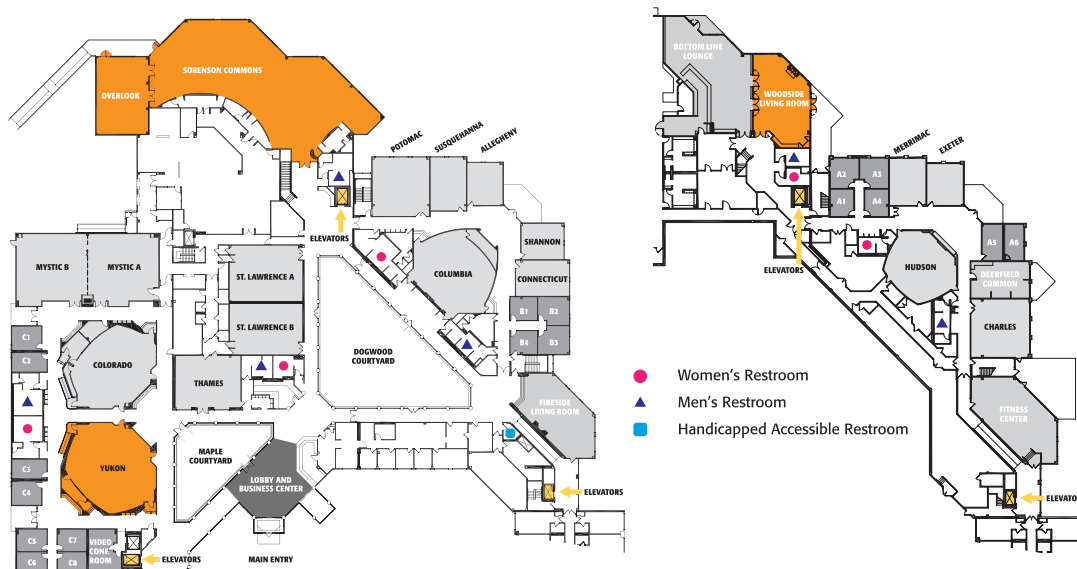 SORENSON COMMONS
OVERLOOK
POTOMAC
SUSQUEHANNA
ALLEGHENY
ELEVATORS
SHANNON
MYSTIC B
MYSTIC A
ST. LAWRENCE A
COLUMBIA
CONNECTICUT
B1
B2
B4
B3
ST. LAWRENCE B
C1
C2
COLORADO
THAMES
DOGWOOD
COURTYARD
FIRESIDE
LIVING ROOM
C3
C4
YUKON
MAPLE
COURTYARD
LOBBY AND
BUSINESS CENTER
ELEVATORS
C5
C7
C6
C8
VIDEO
CONF.
ROOM
ELEVATORS
MAIN ENTRY
BOTTOM LINE
LOUNGE
WOODSIDE
LIVING ROOM
MERRIMAC
EXETER
A2
A3
A1
A4
ELEVATORS
A5
A6
HUDSON
DEERFIELD
COMMON
CHARLES
FITNESS
CENTER
ELEVATO
Women's Restroom
Men's Restroom
Handicapped Accessible Restroom